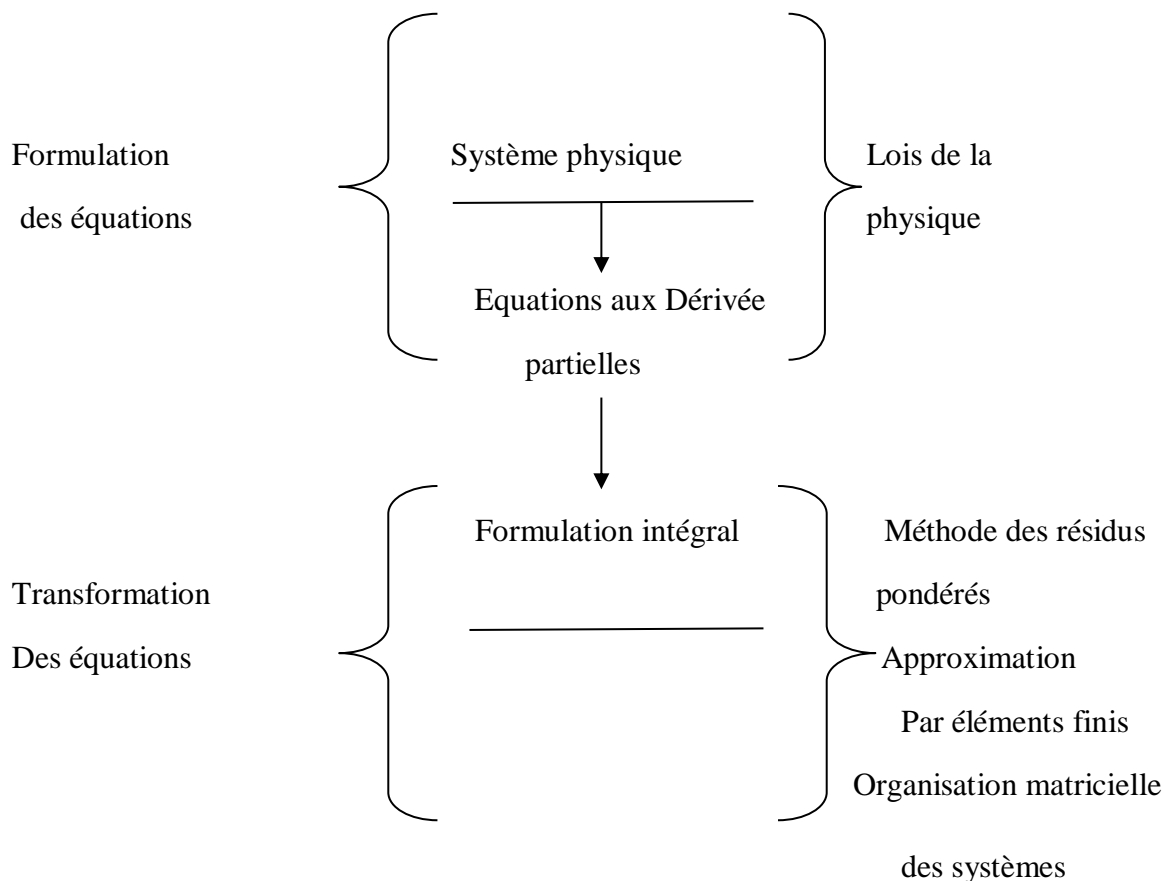 Formulation
des équations
Système physique
Lois de la
physique
Equations aux Dérivée
partielles
Formulation intégral
Transformation
Des équations
Méthode des résidus
pondérés
Approximation
Par éléments finis
Organisation matricielle
des systèmes